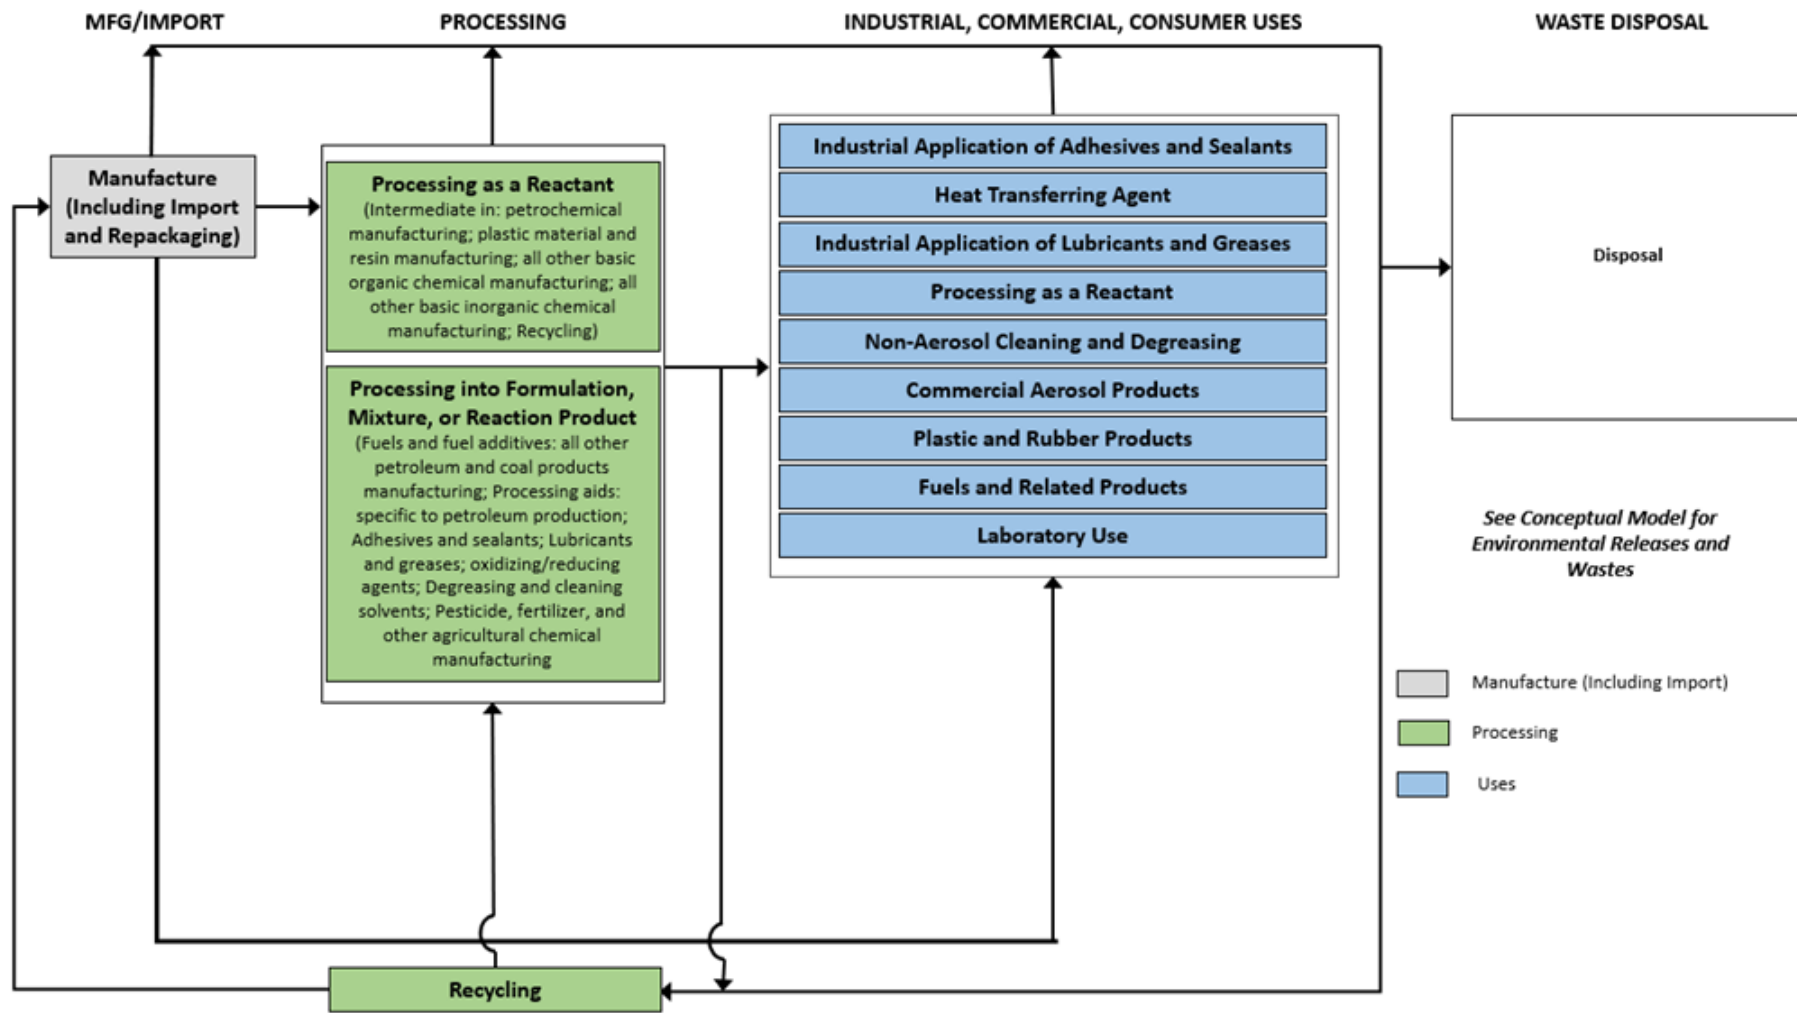 MFG/IMPORT
PROCESSING
INDUSTRIAL, COMMERCIAL, CONSUMER USES
WASTE DISPOSAL
Manufacture
(Including Import
and Repackaging)
Processing as a Reactant
(Intermediate in: petrochemical
manufacturing; plastic material and
resin manufacturing; all other basic
organic chemical manufacturing; all
other basic inorganic chemical
manufacturing; Recycling)
Processing into Formulation,
Mixture, or Reaction Product
(Fuels and fuel additives: all other
petroleum and coal products
manufacturing; Processing aids:
specific to petroleum production;
Adhesives and sealants; Lubricants
and greases; oxidizing/reducing
agents; Degreasing and cleaning
solvents; Pesticide, fertilizer, and
other agricultural chemical
manufacturing
Recycling
Industrial Application of Adhesives and Sealants
Heat Transferring Agent
Industrial Application of Lubricants and Greases
Processing as a Reactant
Non-Aerosol Cleaning and Degreasing
Commercial Aerosol Products
Plastic and Rubber Products
Fuels and Related Products
Laboratory Use
Disposal
See Conceptual Model for
Environmental Releases and
Wastes
Manufacture (Including Import)
Processing
Uses